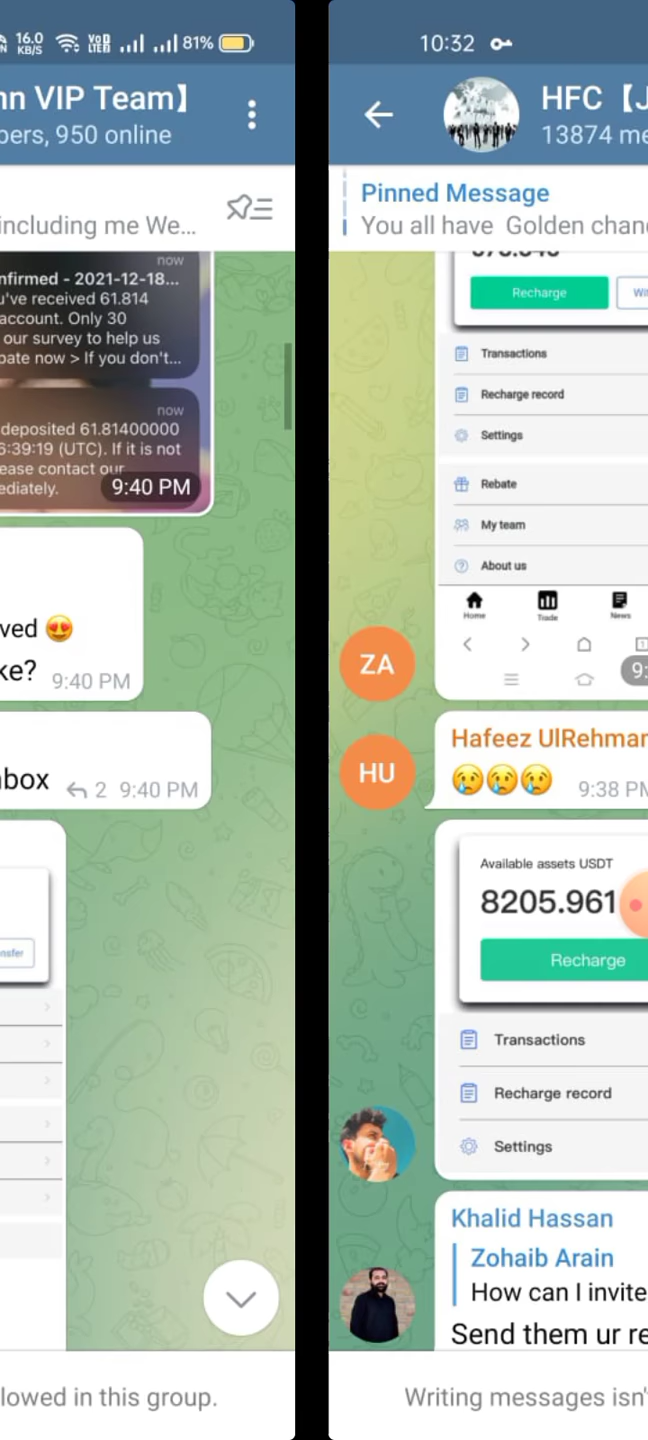 16.0
KB/S
VoD
LTE
81%
nn VIP Team】
bers, 950 online
including me We...
now
nfirmed - 2021-12-18...
u've received 61.814
account. Only 30
our survey to help us
pate now > If you don't...
now
deposited 61.81400000
6:39:19 (UTC). If it is not
ease contact our
ediately.
9:40 PM
ved 😍
ke?
9:40 PM
nbox
2 9:40 PM
nsfer
lowed in this group.
10:32
HFC【J
13874 me
Pinned Message
You all have Golden chanc
Recharge
Wit
Transactions
Recharge record
Settings
Rebate
My team
About us
Home
Trade
News
1
9:
ZA
HU
Hafeez UlRehman
😢😢😢
9:38 PM
Available assets USDT
8205.961
Recharge
Transactions
Recharge record
Settings
Khalid Hassan
Zohaib Arain
How can I invite
Send them ur re
Writing messages isn'